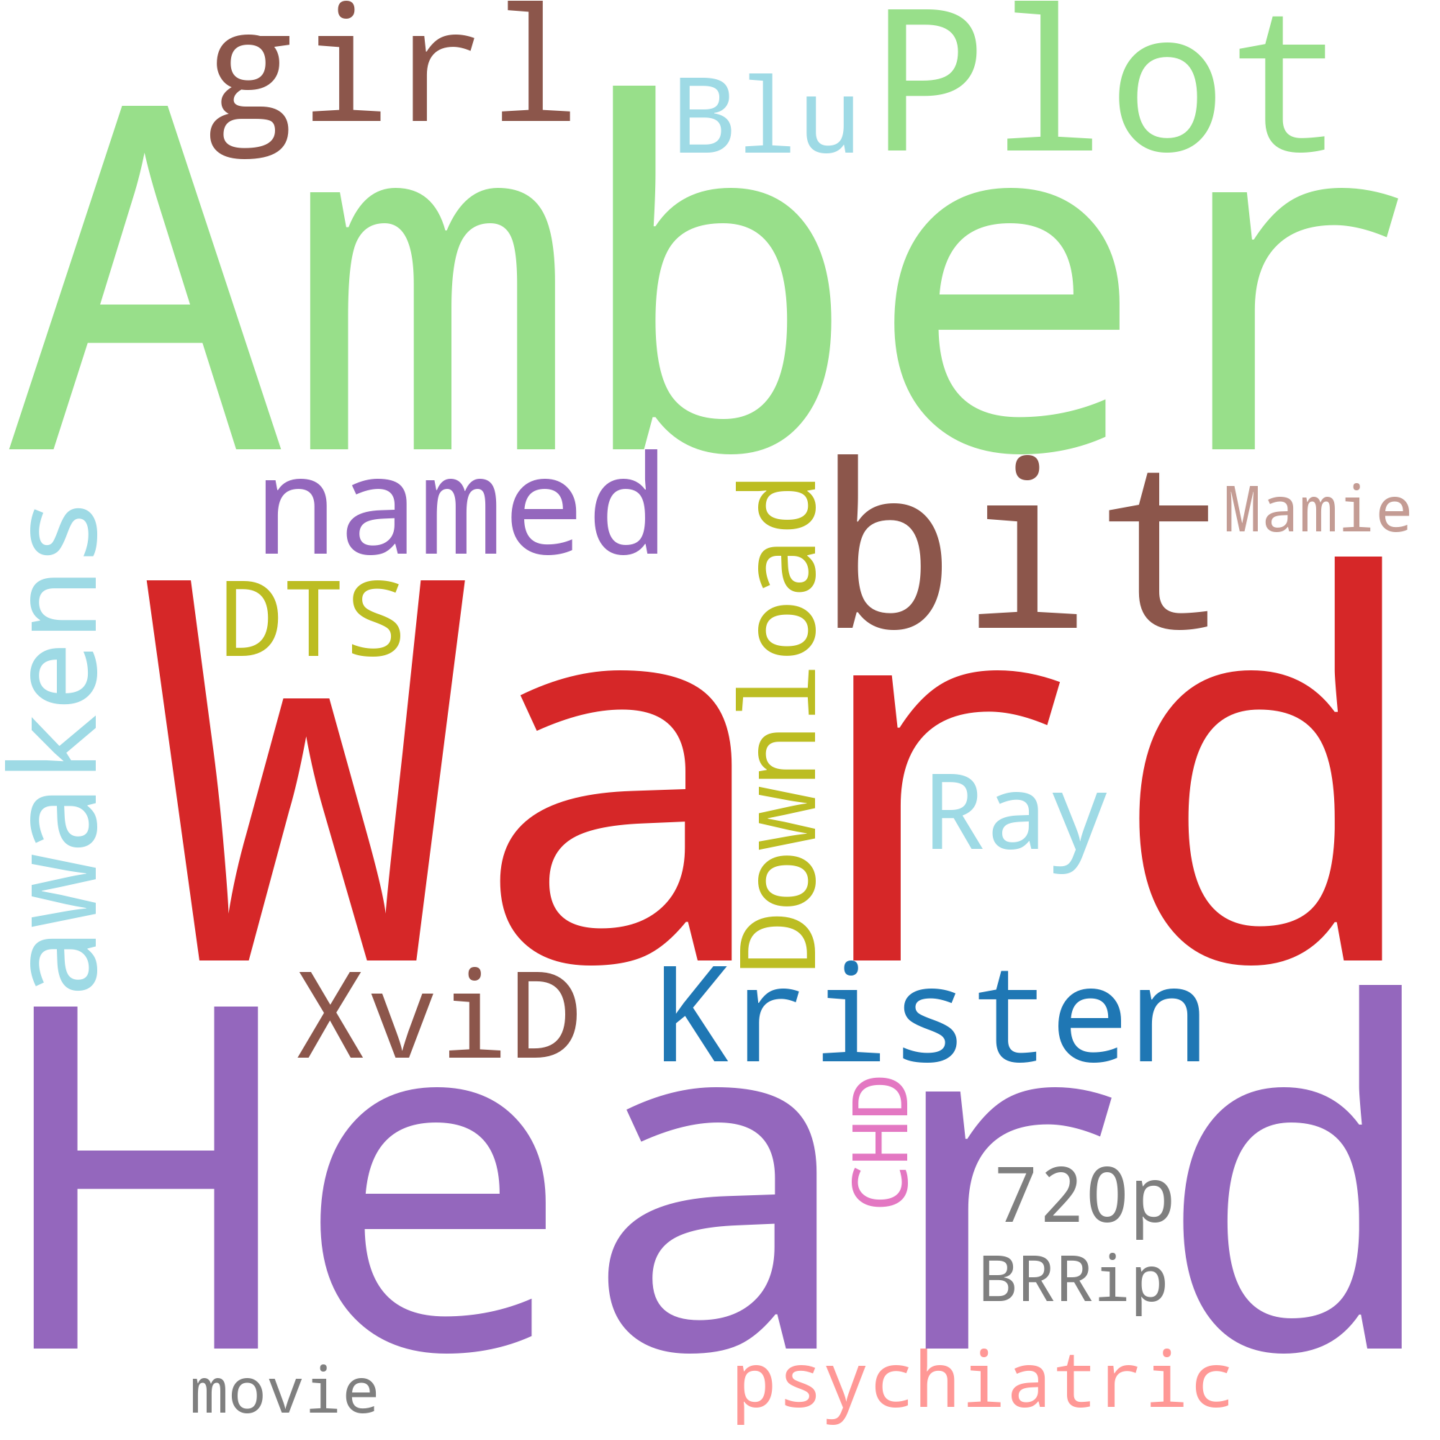 girl
Blu
Plot
Amber
named
bit
Mamie
awakens
DTS
Download
Ward
Ray
XviD
Kristen
Heard
CHD
720p
BRRip
movie
psychiatric